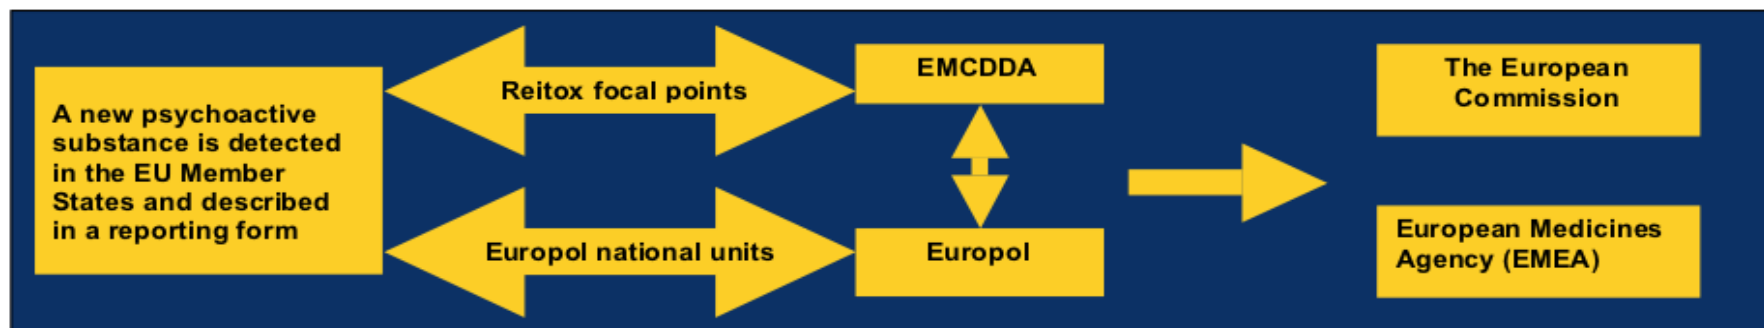 A new psychoactive
substance is detected
in the EU Member
States and described
in a reporting form
Reitox focal points
Europol national units
EMCDDA
Europol
The European
Commission
European Medicines
Agency (EMEA)